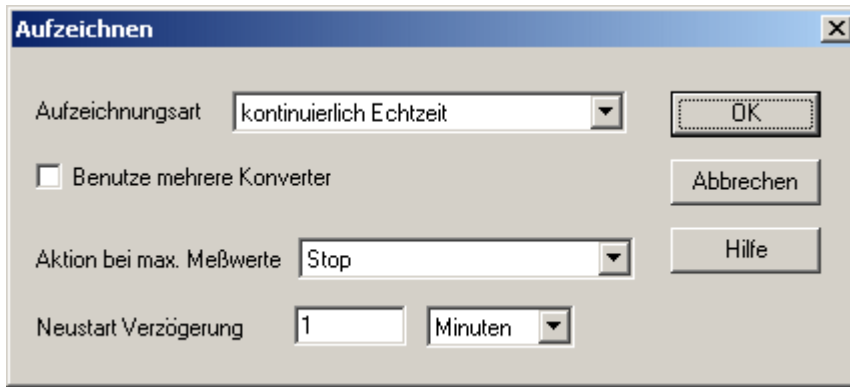 Aufzeichnen
Aufzeichnungsart kontinuierlich Echtzeit OK
Benutze mehrere Konverter Abbrechen
Aktion bei max. Meßwerte Stop Hilfe
Neustart Verzögerung 1 Minuten